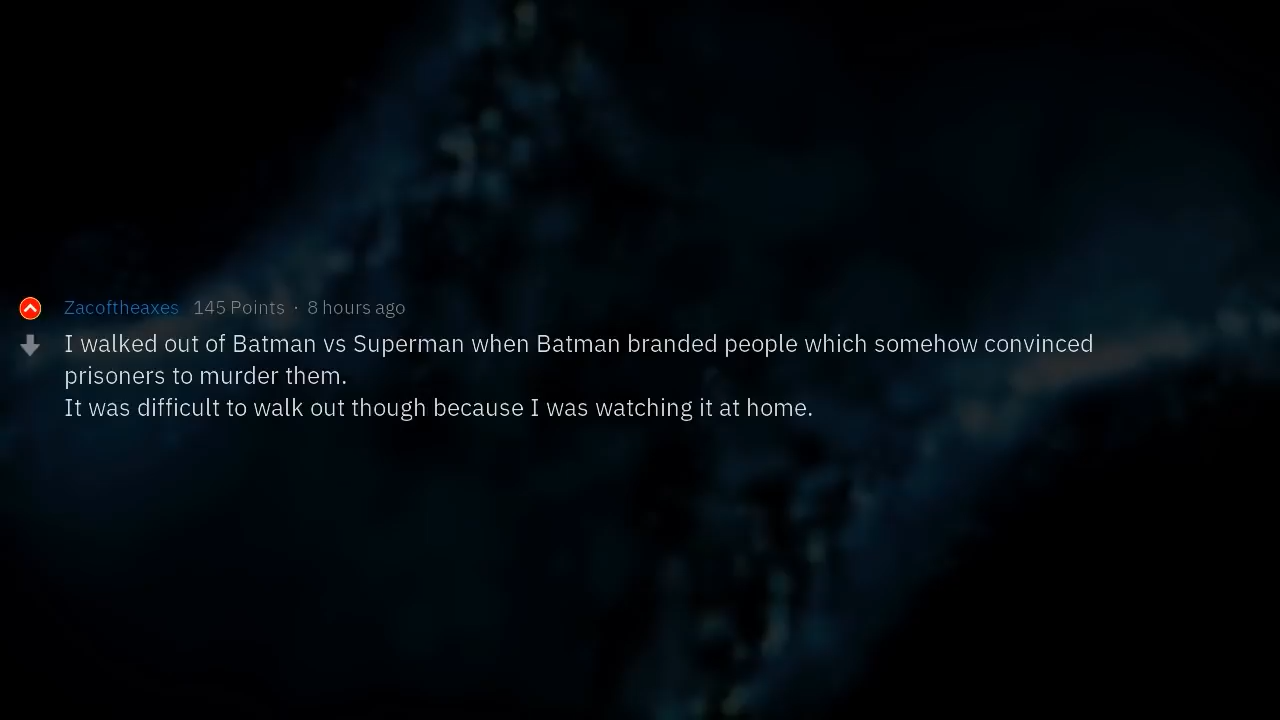 Zacoftheaxes 145 Points · 8 hours ago
I walked out of Batman vs Superman when Batman branded people which somehow convinced
prisoners to murder them.
It was difficult to walk out though because I was watching it at home.